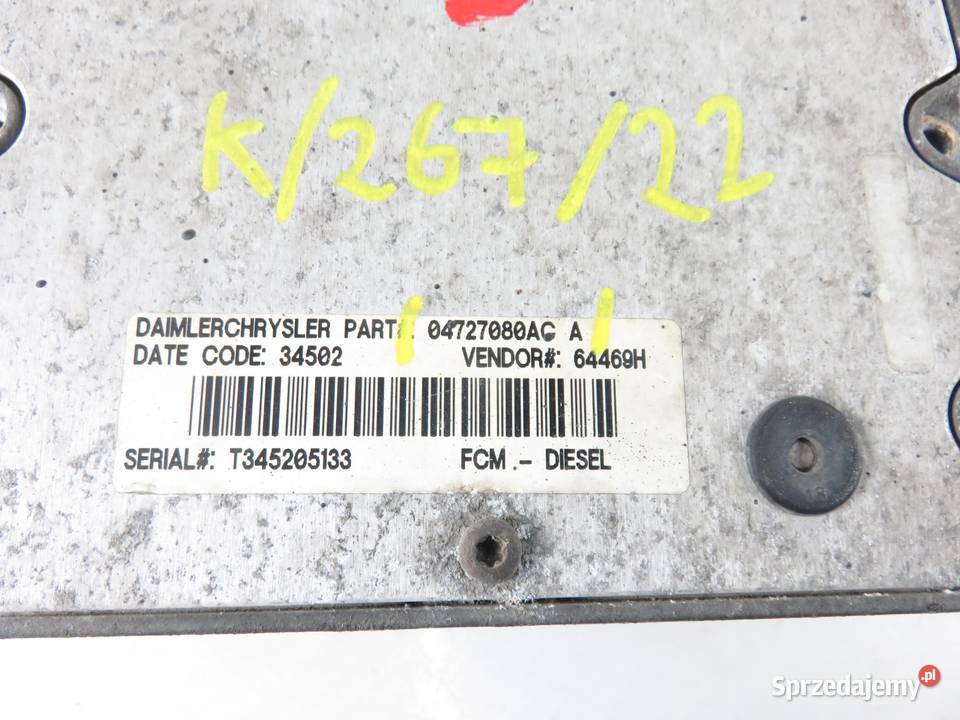 K/267/22
DAIMLERCHRYSLER PART#: 04727080AC A
DATE CODE: 34502 VENDOR#: 64469H
SERIAL#: T345205133 FCM.- DIESEL
Sprzedajemy.pl